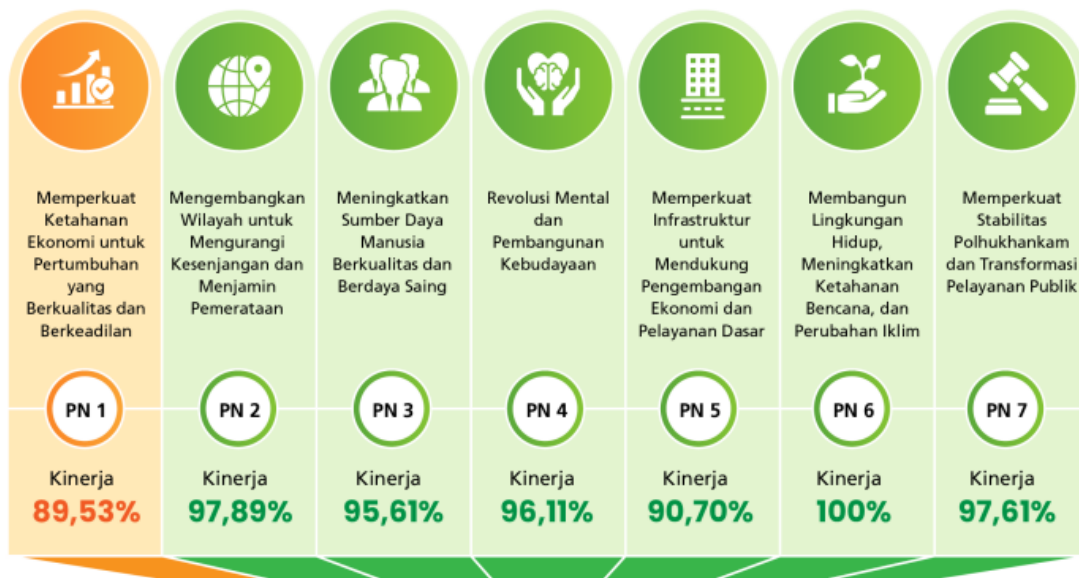 Memperkuat
Ketahanan
Ekonomi untuk
Pertumbuhan
yang
Berkualitas dan
Berkeadilan
Mengembangkan
Wilayah untuk
Mengurangi
Kesenjangan dan
Menjamin
Pemerataan
Meningkatkan
Sumber Daya
Manusia
Berkualitas dan
Berdaya Saing
Revolusi Mental
dan
Pembangunan
Kebudayaan
Memperkuat
Infrastruktur
untuk
Mendukung
Pengembangan
Ekonomi dan
Pelayanan Dasar
Membangun
Lingkungan
Hidup,
Meningkatkan
Ketahanan
Bencana, dan
Perubahan Iklim
Memperkuat
Stabilitas
Polhukhankam
dan Transformasi
Pelayanan Publik
PN 1
PN 2
PN 3
PN 4
PN 5
PN 6
PN 7
Kinerja
89,53%
Kinerja
97,89%
Kinerja
95,61%
Kinerja
96,11%
Kinerja
90,70%
Kinerja
100%
Kinerja
97,61%